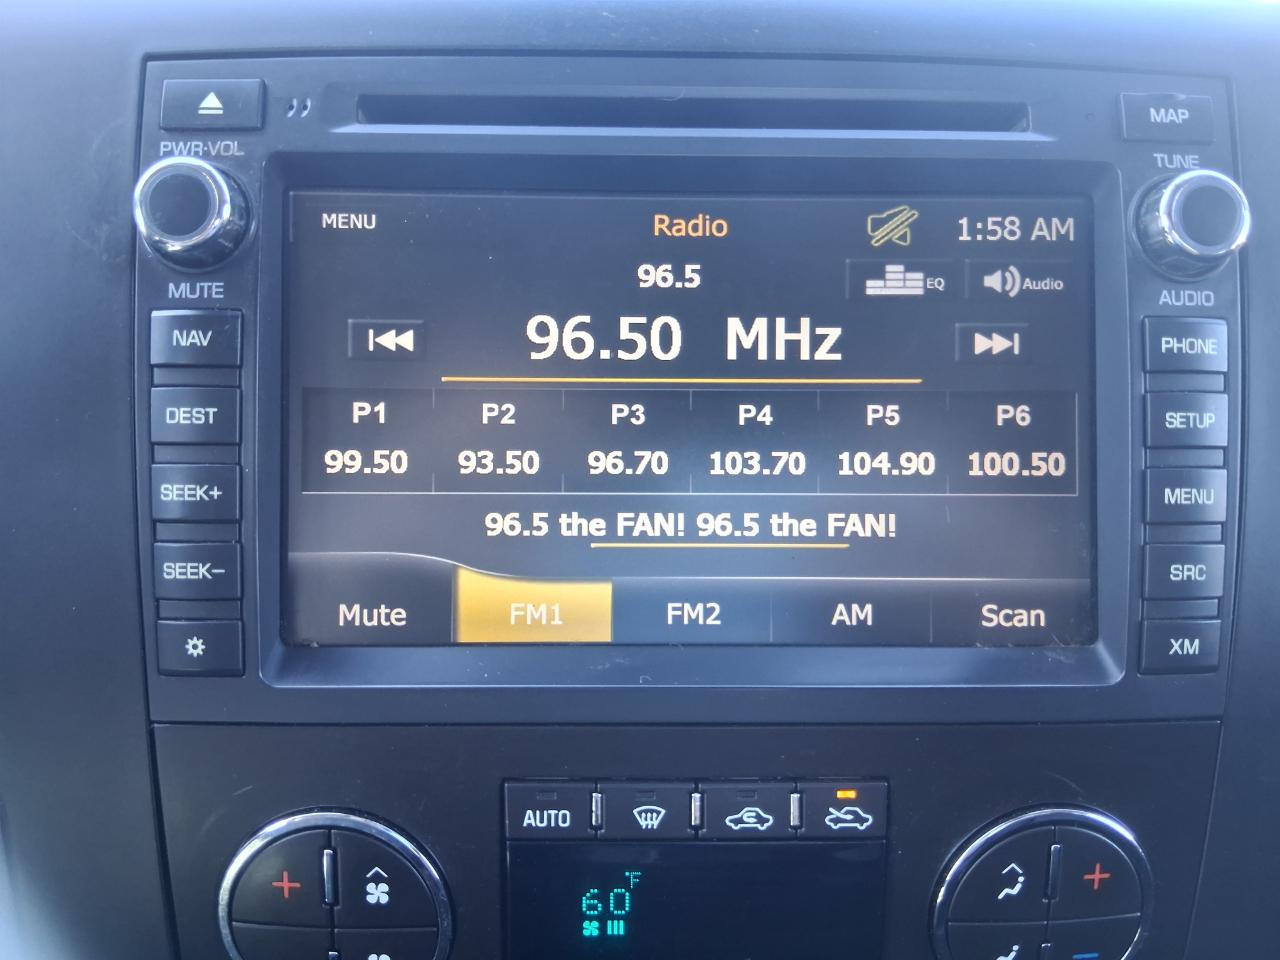 MAP
PWR·VOL
TUNE
MENU Radio 1:58 AM
96.5
EQ Audio
MUTE
AUDIO
96.50 MHz
NAV
PHONE
P1 P2 P3 P4 P5 P6
99.50 93.50 96.70 103.70 104.90 100.50
DEST
SETUP
SEEK+
MENU
96.5 the FAN! 96.5 the FAN!
SEEK−
SRC
Mute FM1 FM2 AM Scan
XM
AUTO
60°F